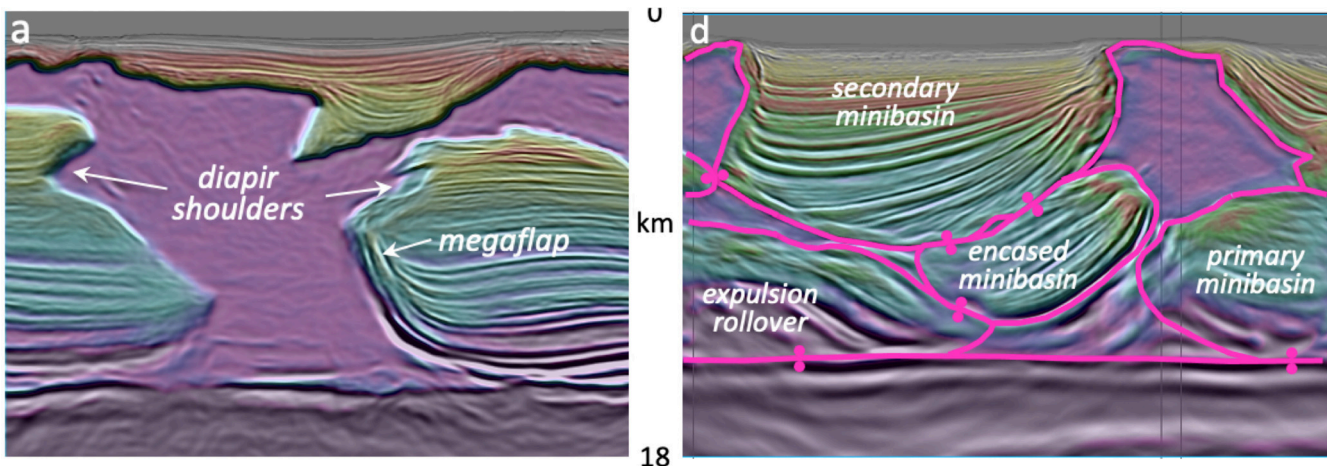 a
diapir
shoulders
megaflap
0
km
18
d
secondary
minibasin
encased
minibasin
primary
minibasin
expulsion
rollover